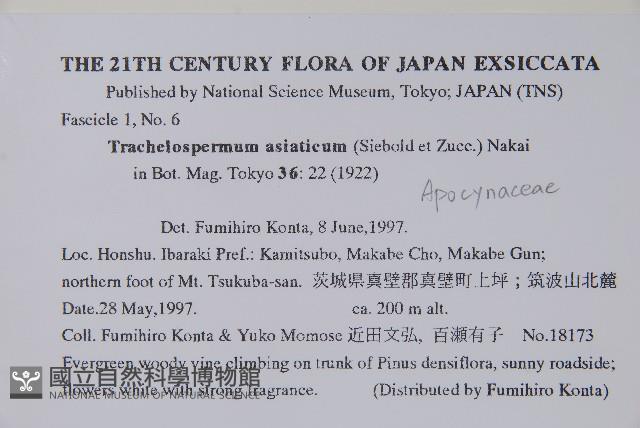 THE 21TH CENTURY FLORA OF JAPAN EXSICCATA
Published by National Science Museum, Tokyo; JAPAN (TNS)
Fascicle 1, No. 6
Trachelospermum asiaticum (Siebold et Zucc.) Nakai
in Bot. Mag. Tokyo 36: 22 (1922)
Apocynaceae
Det. Fumihiro Konta, 8 June,1997.
Loc. Honshu. Ibaraki Pref.: Kamitsubo, Makabe Cho, Makabe Gun;
northern foot of Mt. Tsukuba-san. 茨城県真壁郡真壁町上坪；筑波山北麓
Date.28 May,1997. ca. 200 m alt.
Coll. Fumihiro Konta & Yuko Momose 近田文弘, 百瀬有子 No.18173
Evergreen woody vine climbing on trunk of Pinus densiflora, sunny roadside;
flowers white with strong fragrance. (Distributed by Fumihiro Konta)
國立自然科學博物館
NATIONAL MUSEUM OF NATURAL SCIENCE